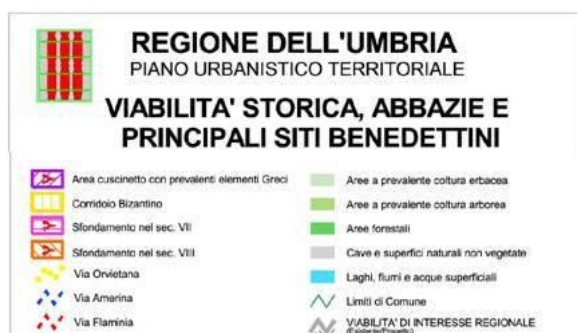 REGIONE DELL'UMBRIA
PIANO URBANISTICO TERRITORIALE
VIABILITA' STORICA, ABBAZIE E
PRINCIPALI SITI BENEDETTINI
Area cuscinetto con prevalenti elementi Greci
Corridoio Bizantino
Sfondamento nel sec. VII
Sfondamento nel sec. VIII
Via Orvietana
Via Amerina
Via Flaminia
Aree a prevalente coltura erbacea
Aree a prevalente coltura arborea
Aree forestali
Cave e superfici naturali non vegetate
Laghi, fiumi e acque superficiali
Limiti di Comune
VIABILITA' DI INTERESSE REGIONALE